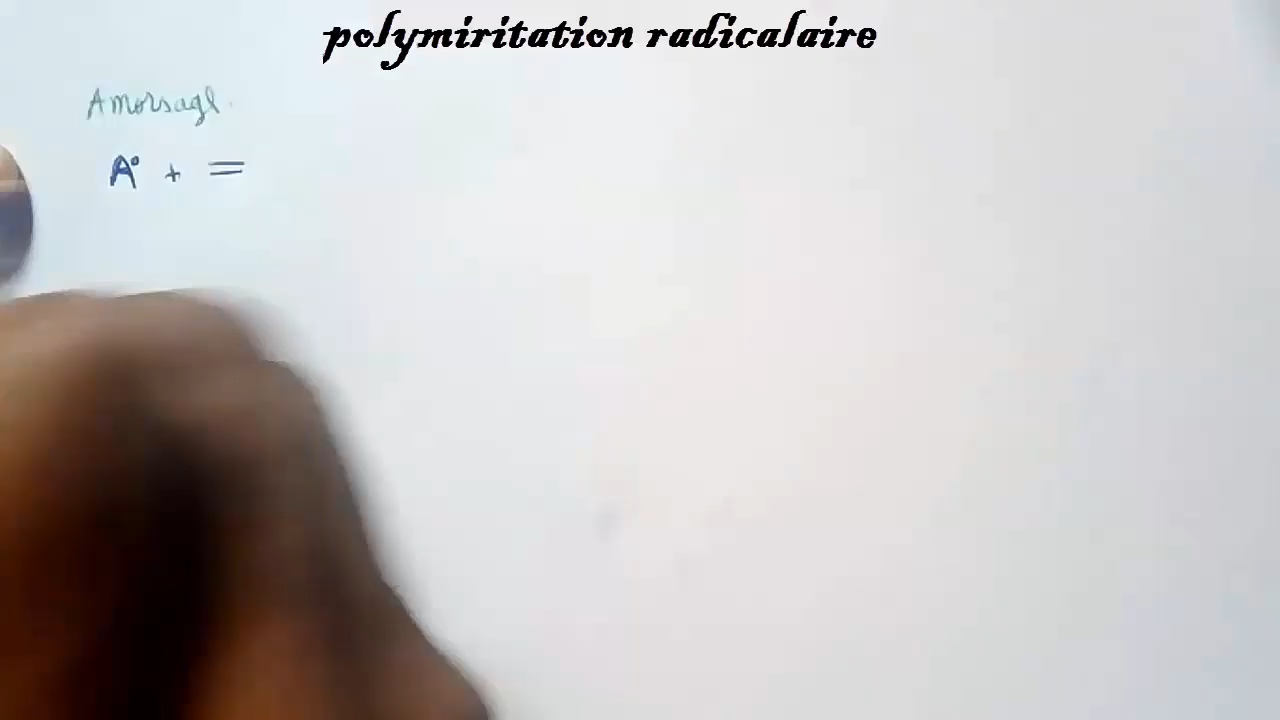 polymiritation radicalaire
Amorsage.
A° + =